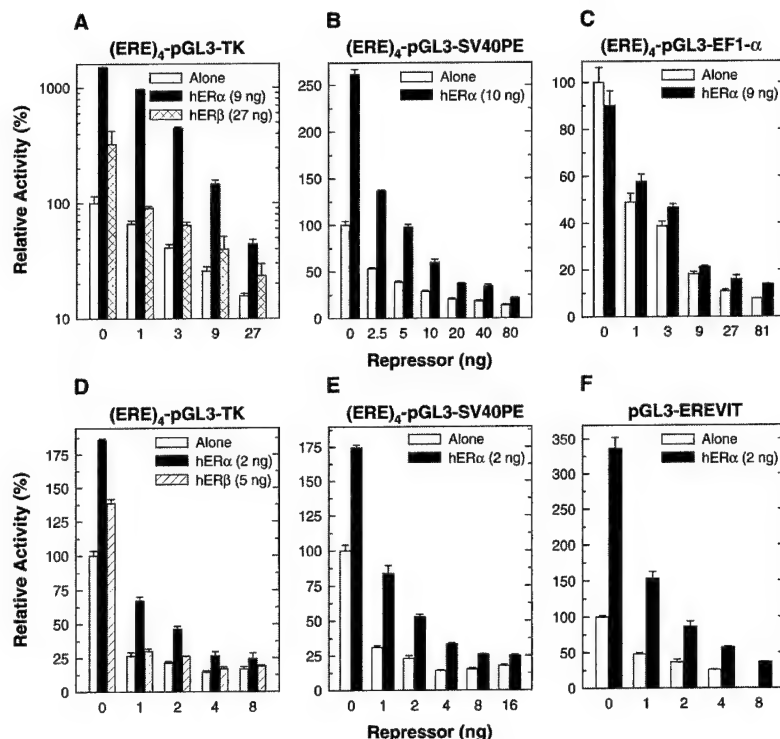 A
(ERE)4-pGL3-TK
Relative Activity (%)
1000
100
10
Alone
hERα (9 ng)
hERβ (27 ng)
0 1 3 9 27
B
(ERE)4-pGL3-SV40PE
250
200
150
100
50
0
Alone
hERα (10 ng)
0 2.5 5 10 20 40 80
Repressor (ng)
C
(ERE)4-pGL3-EF1-α
100
80
60
40
20
0
Alone
hERα (9 ng)
0 1 3 9 27 81
D
(ERE)4-pGL3-TK
Relative Activity (%)
175
150
125
100
75
50
25
0
Alone
hERα (2 ng)
hERβ (5 ng)
0 1 2 4 8
E
(ERE)4-pGL3-SV40PE
175
150
125
100
75
50
25
0
Alone
hERα (2 ng)
0 1 2 4 8 16
Repressor (ng)
F
pGL3-EREVIT
350
300
250
200
150
100
50
0
Alone
hERα (2 ng)
0 1 2 4 8